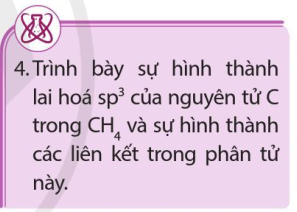 4. Trình bày sự hình thành
lai hoá sp³ của nguyên tử C
trong CH₄ và sự hình thành
các liên kết trong phân tử
này.